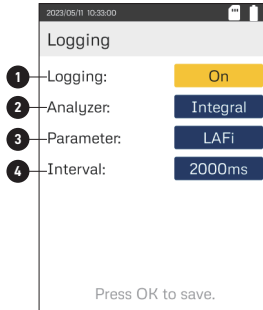 2023/05/11 10:33:00
Logging
1 Logging: On
2 Analyzer: Integral
3 Parameter: LAFi
4 Interval: 2000ms
Press OK to save.